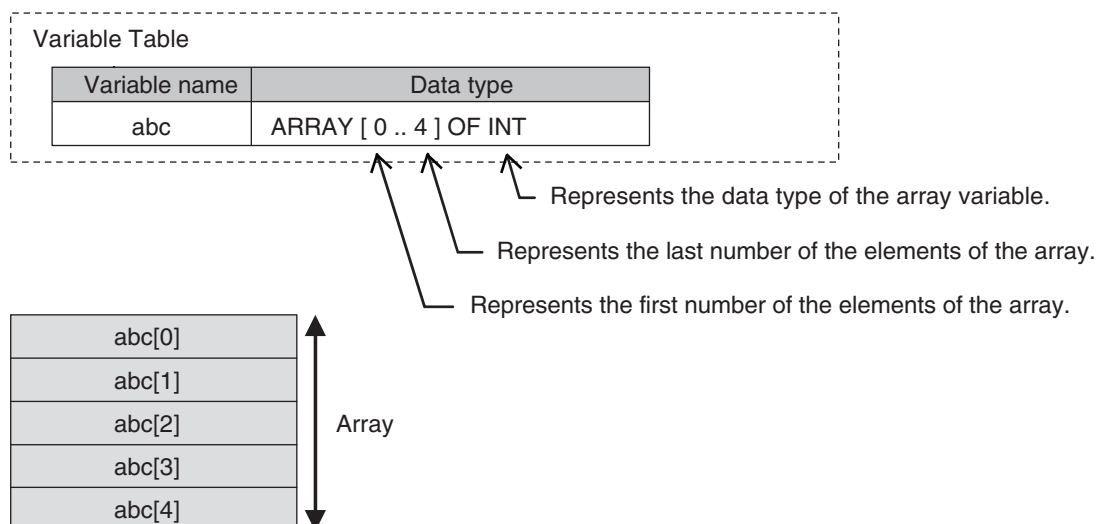 Variable Table
Variable name Data type
abc ARRAY [ 0 .. 4 ] OF INT
Represents the data type of the array variable.
Represents the last number of the elements of the array.
Represents the first number of the elements of the array.
abc[0]
abc[1]
abc[2]
Array
abc[3]
abc[4]